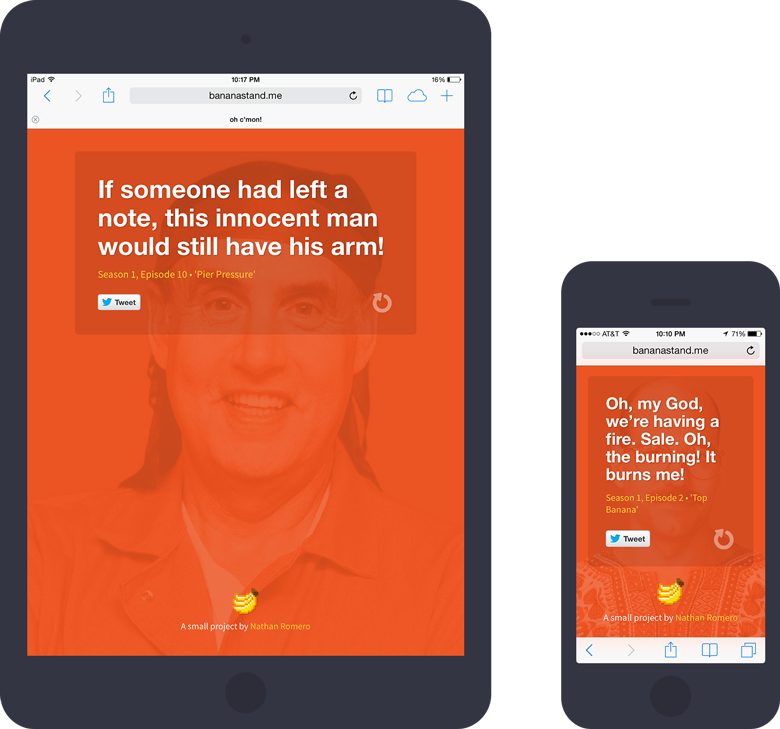 iPad 10:17 PM 16%
bananastand.me
oh c'mon!
If someone had left a
note, this innocent man
would still have his arm!
Season 1, Episode 10 • 'Pier Pressure'
Tweet
A small project by Nathan Romero
AT&T 10:10 PM 71%
bananastand.me
Oh, my God,
we're having a
fire. Sale. Oh,
the burning! It
burns me!
Season 1, Episode 2 • 'Top
Banana'
Tweet
A small project by Nathan Romero